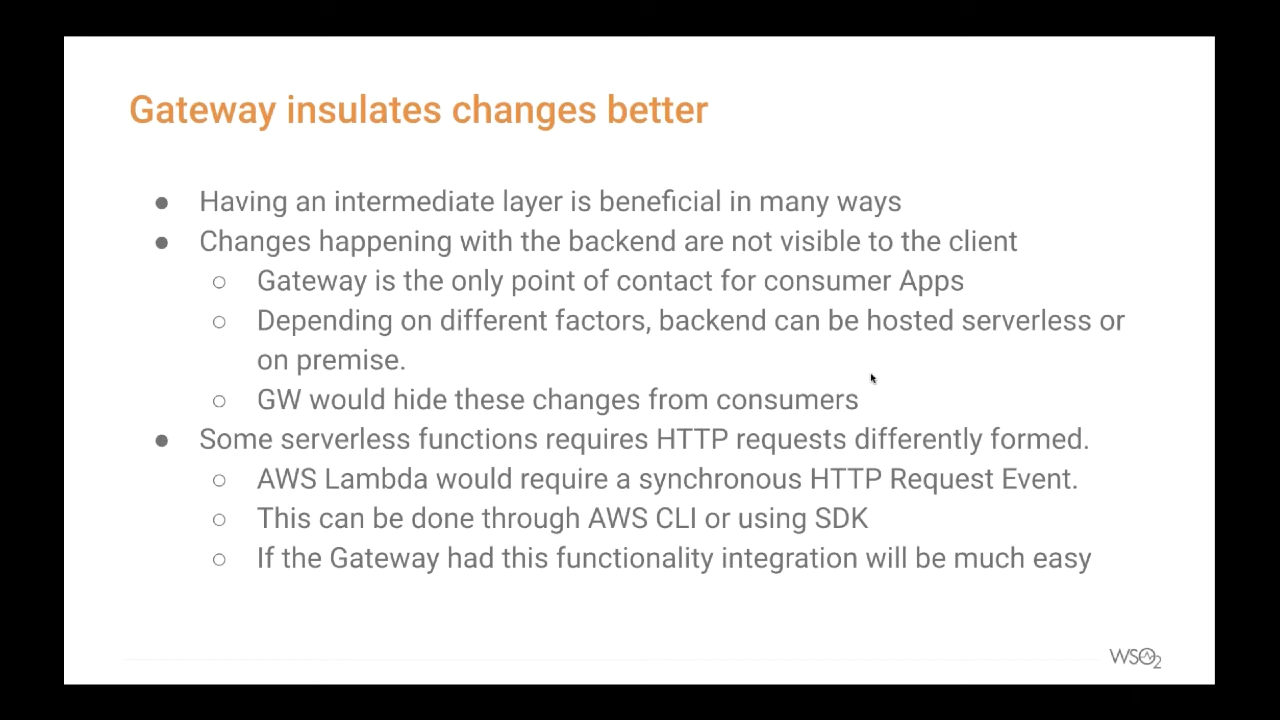 Gateway insulates changes better
● Having an intermediate layer is beneficial in many ways
● Changes happening with the backend are not visible to the client
○ Gateway is the only point of contact for consumer Apps
○ Depending on different factors, backend can be hosted serverless or
on premise.
○ GW would hide these changes from consumers
● Some serverless functions requires HTTP requests differently formed.
○ AWS Lambda would require a synchronous HTTP Request Event.
○ This can be done through AWS CLI or using SDK
○ If the Gateway had this functionality integration will be much easy
WSO2